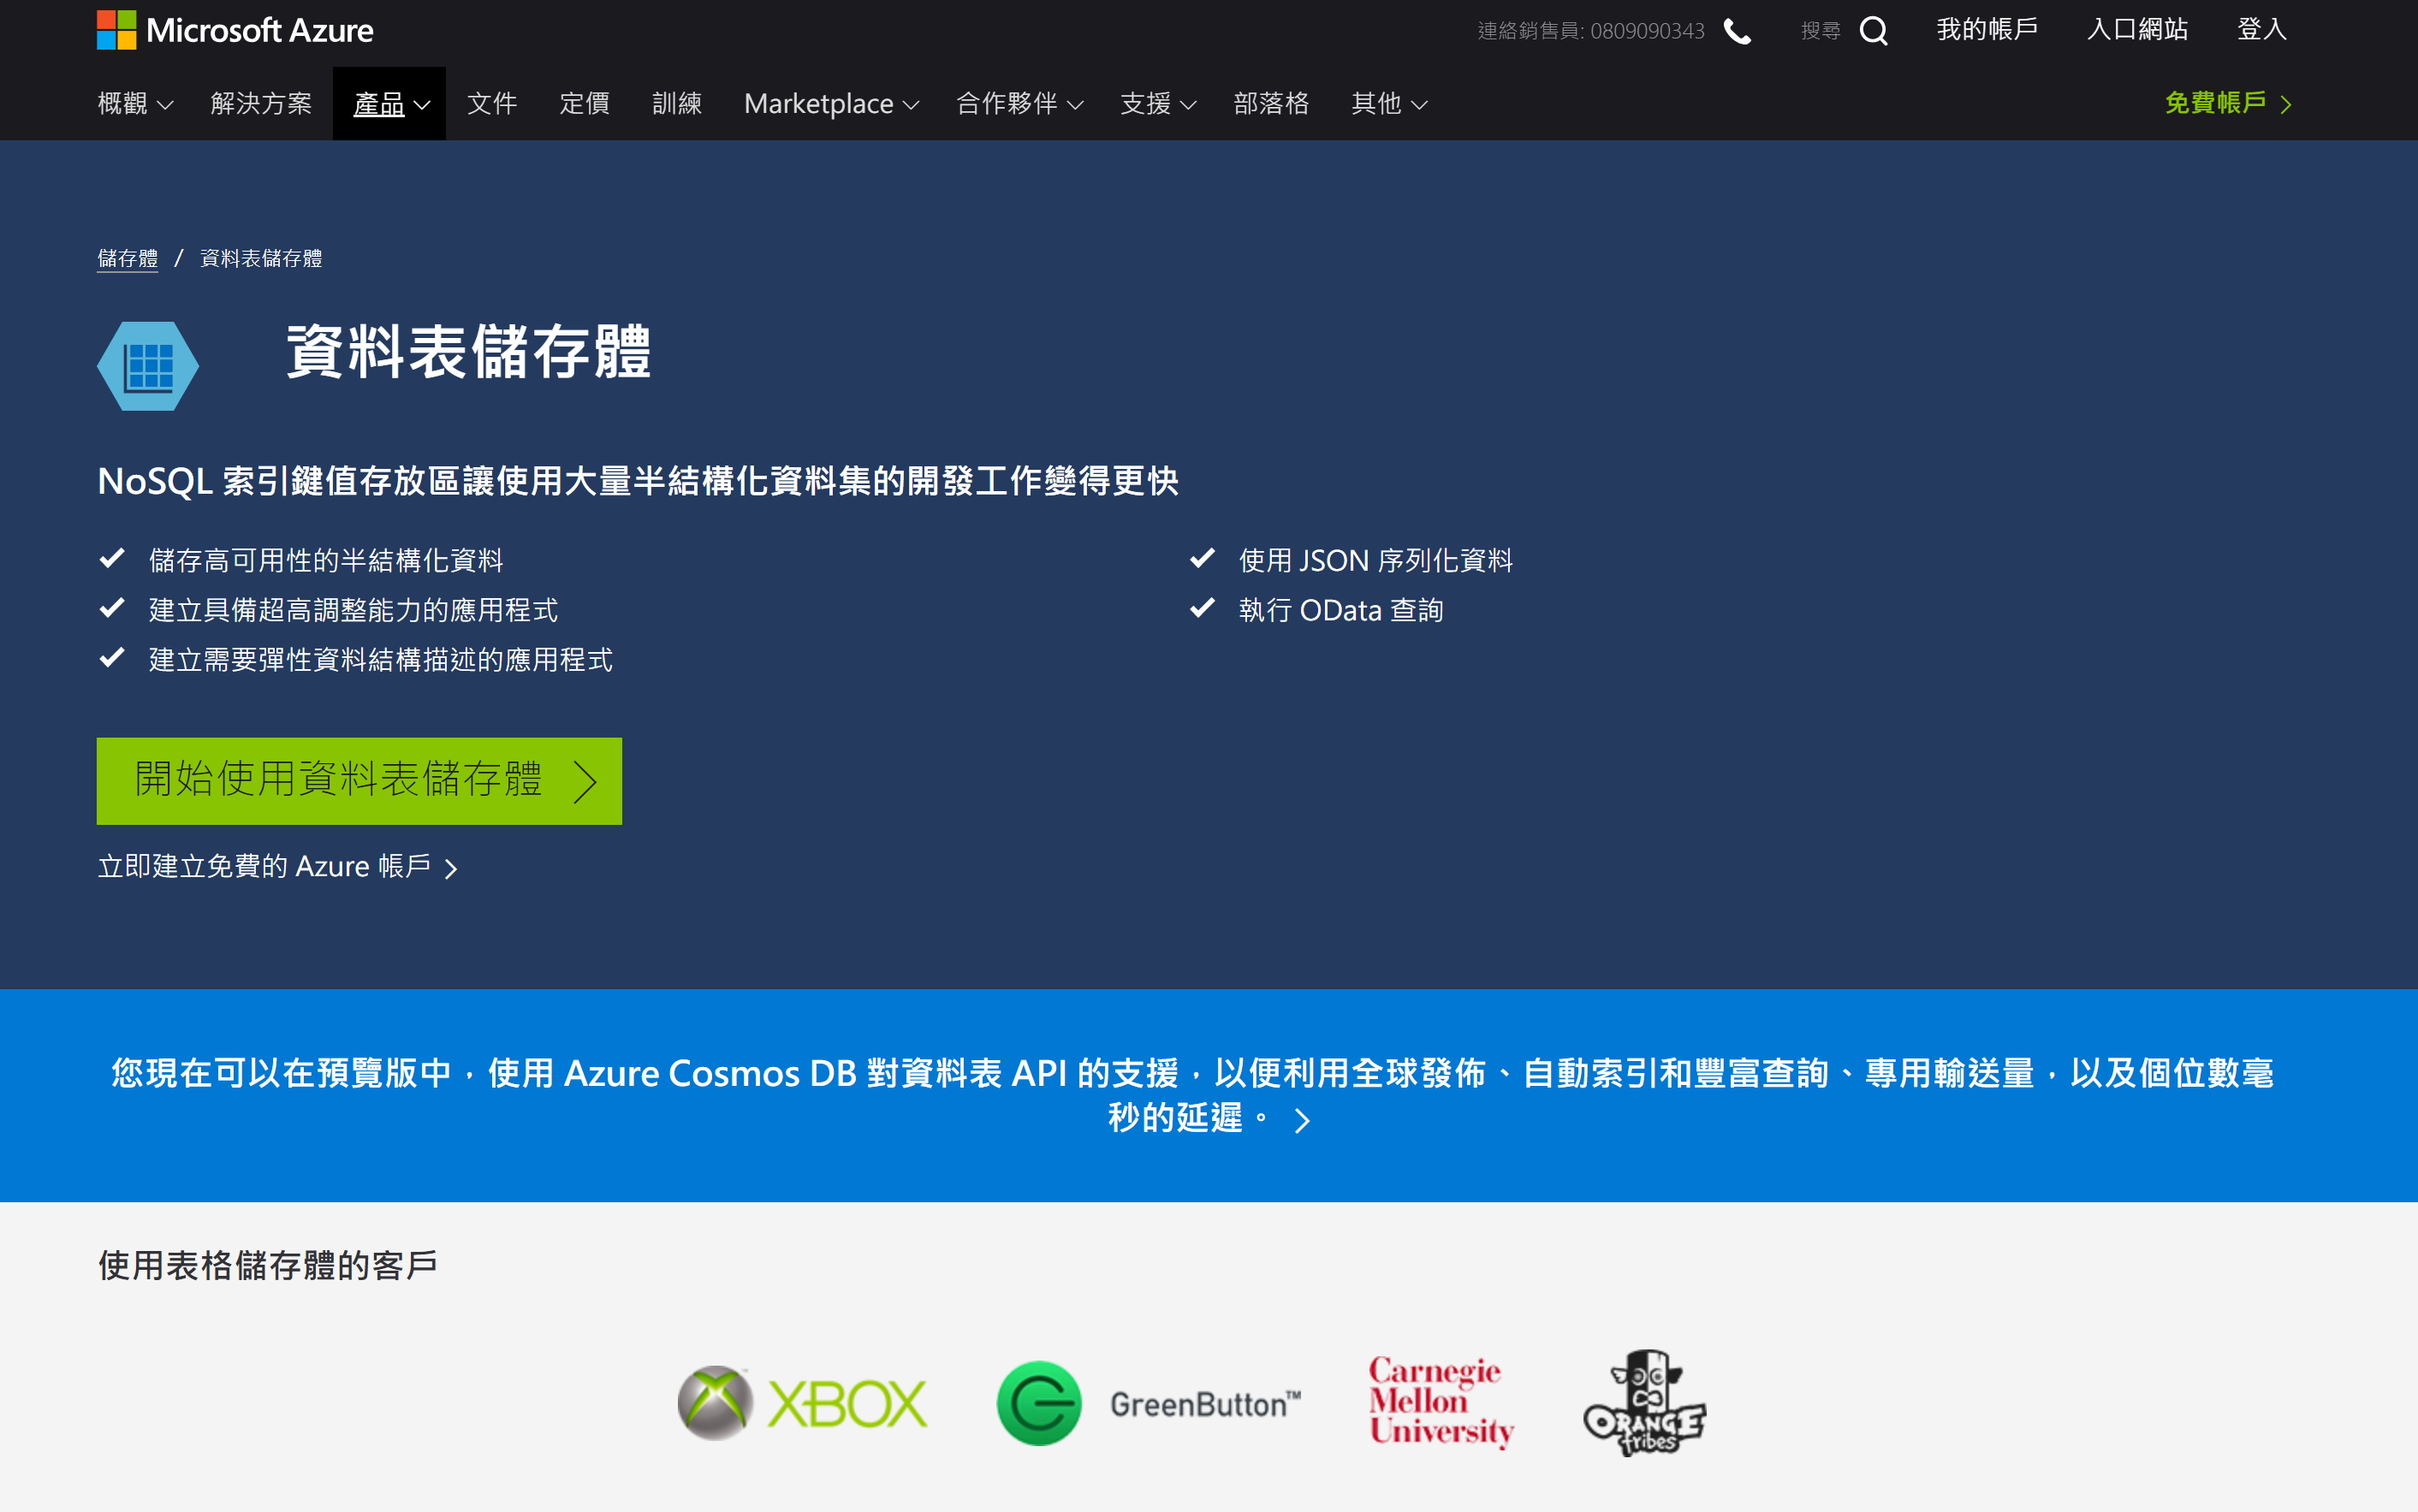 Microsoft Azure
連絡銷售員: 0809090343
搜尋
我的帳戶
入口網站
登入
概觀
解決方案
產品
文件
定價
訓練
Marketplace
合作夥伴
支援
部落格
其他
免費帳戶
儲存體 / 資料表儲存體
資料表儲存體
NoSQL 索引鍵值存放區讓使用大量半結構化資料集的開發工作變得更快
儲存高可用性的半結構化資料
建立具備超高調整能力的應用程式
建立需要彈性資料結構描述的應用程式
使用 JSON 序列化資料
執行 OData 查詢
開始使用資料表儲存體
立即建立免費的 Azure 帳戶
您現在可以在預覽版中，使用 Azure Cosmos DB 對資料表 API 的支援，以便利用全球發佈、自動索引和豐富查詢、專用輸送量，以及個位數毫
秒的延遲。
使用表格儲存體的客戶
XBOX
GreenButton™
Carnegie
Mellon
University
ORANGE
tribes